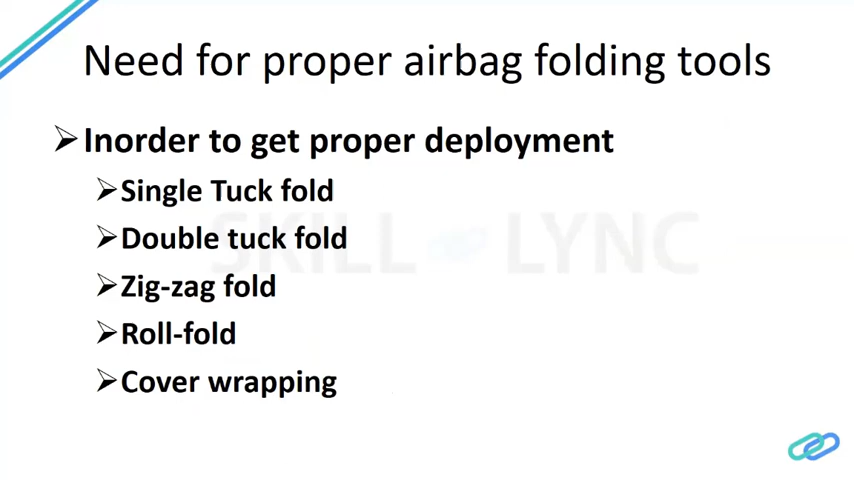 Need for proper airbag folding tools
Inorder to get proper deployment
Single Tuck fold
Double tuck fold
Zig-zag fold
Roll-fold
Cover wrapping
SKILL LYNC